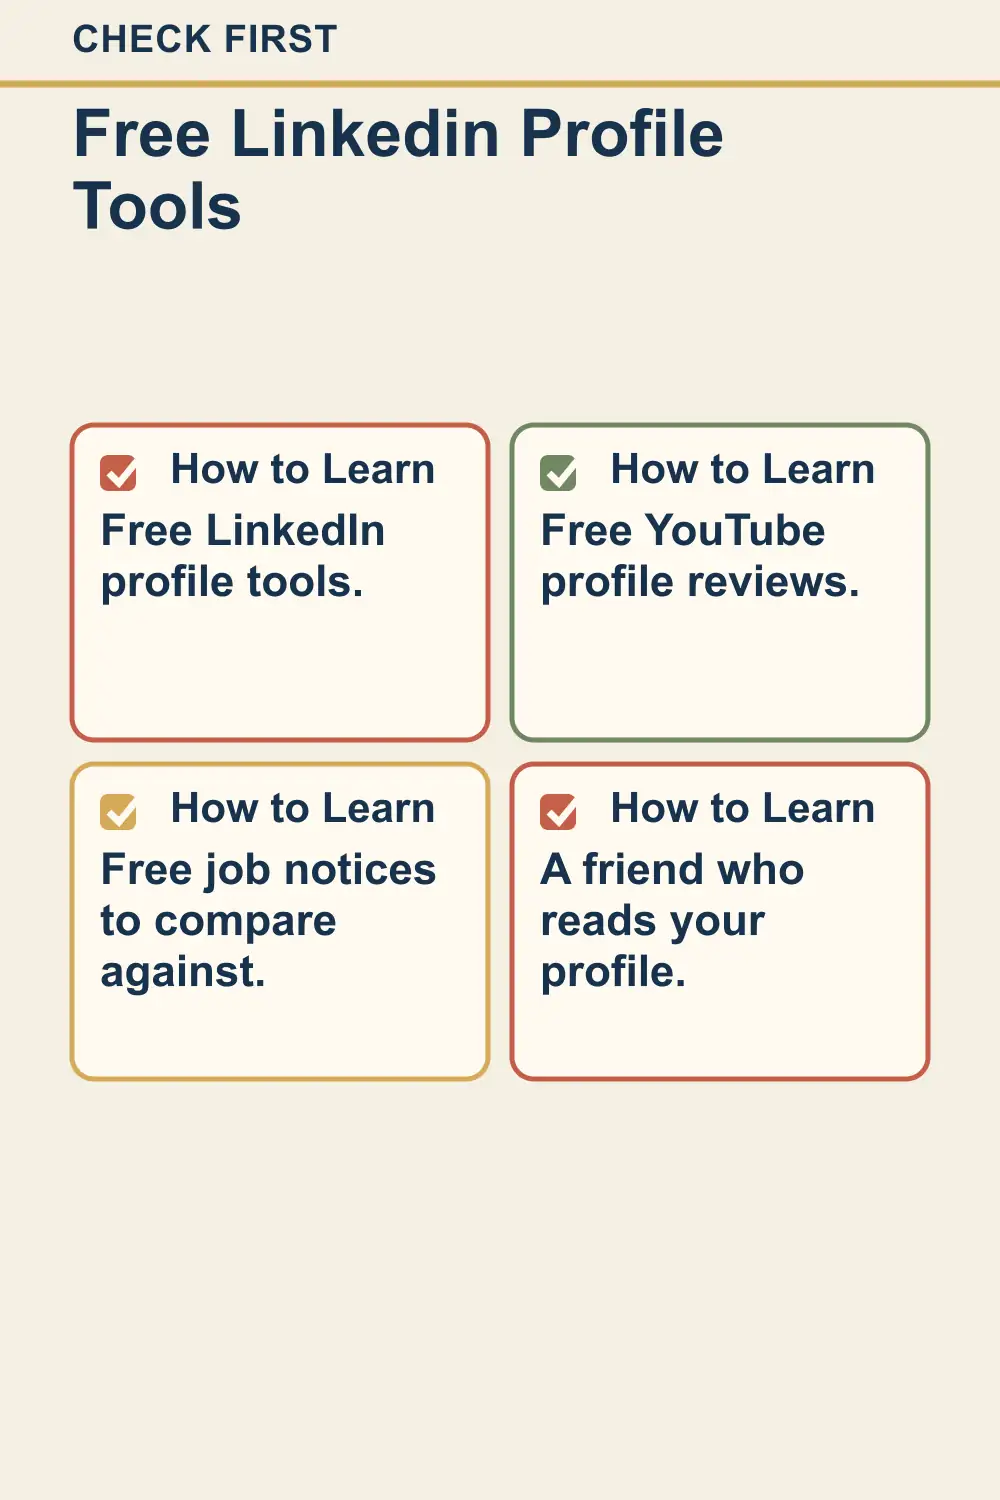 CHECK FIRST
Free Linkedin Profile
Tools
How to Learn
Free LinkedIn
profile tools.
How to Learn
Free YouTube
profile reviews.
How to Learn
Free job notices
to compare
against.
How to Learn
A friend who
reads your
profile.